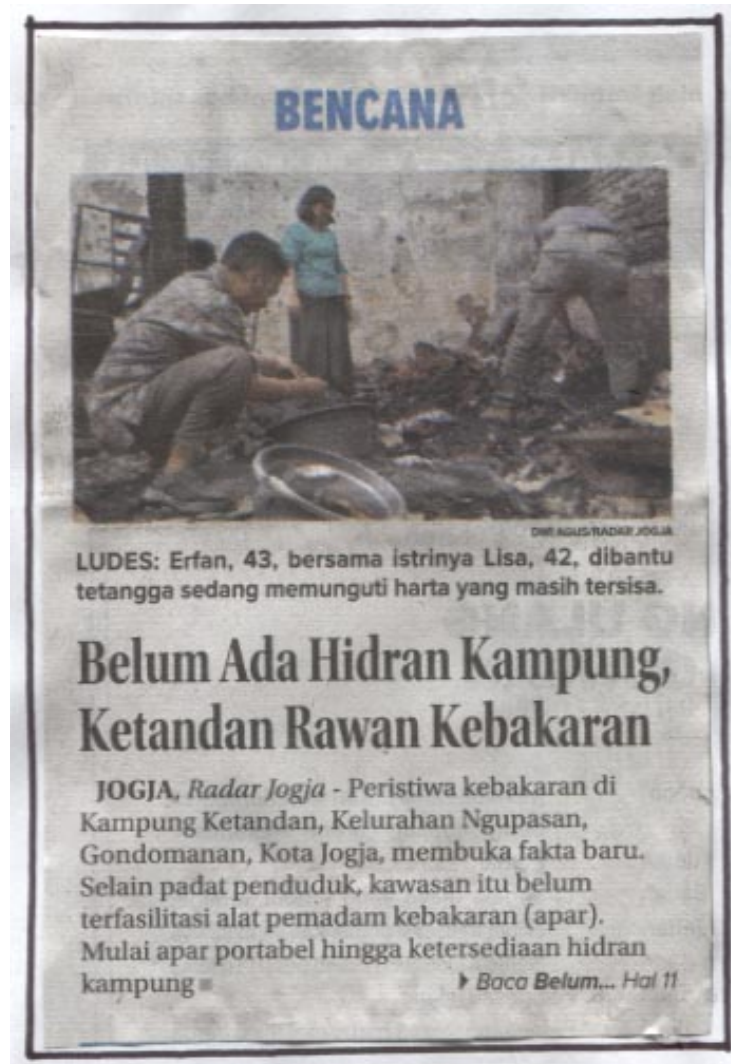 BENCANA
DWI AGUS/RADAR JOGJA
LUDES: Erfan, 43, bersama istrinya Lisa, 42, dibantu
tetangga sedang memunguti harta yang masih tersisa.
Belum Ada Hidran Kampung,
Ketandan Rawan Kebakaran
JOGJA, Radar Jogja - Peristiwa kebakaran di
Kampung Ketandan, Kelurahan Ngupasan,
Gondomanan, Kota Jogja, membuka fakta baru.
Selain padat penduduk, kawasan itu belum
terfasilitasi alat pemadam kebakaran (apar).
Mulai apar portabel hingga ketersediaan hidran
kampung
Baca Belum... Hal 11